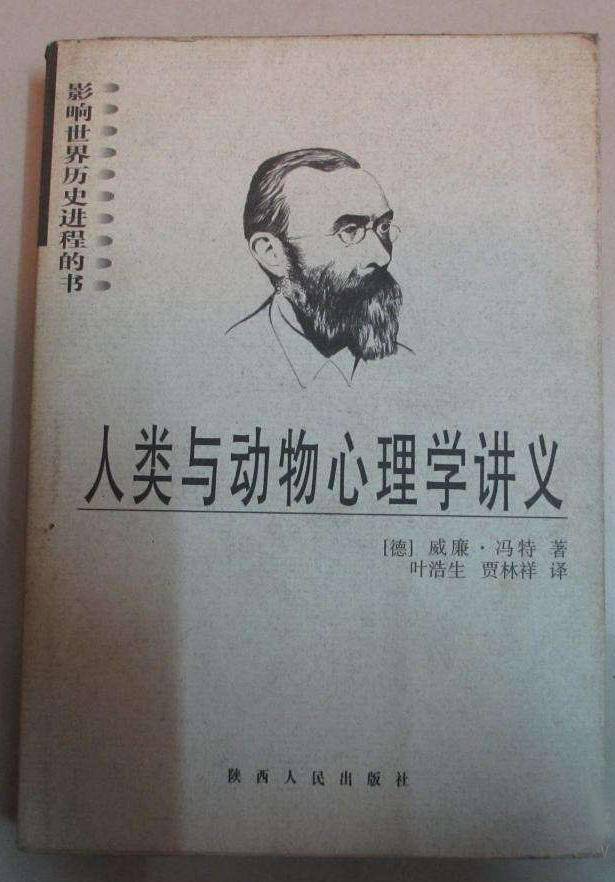 影响世界历史进程的书
人类与动物心理学讲义
[德] 威廉·冯特 著
叶浩生 贾林祥 译
陕西人民出版社